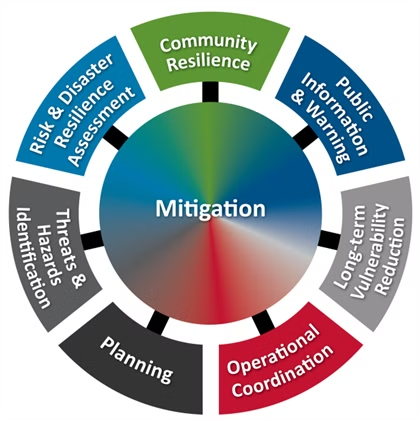 Community
Resilience
Public
Information
& Warning
Long-term
Vulnerability
Reduction
Operational
Coordination
Planning
Threats &
Hazards
Identification
Risk & Disaster
Resilience
Assessment
Mitigation